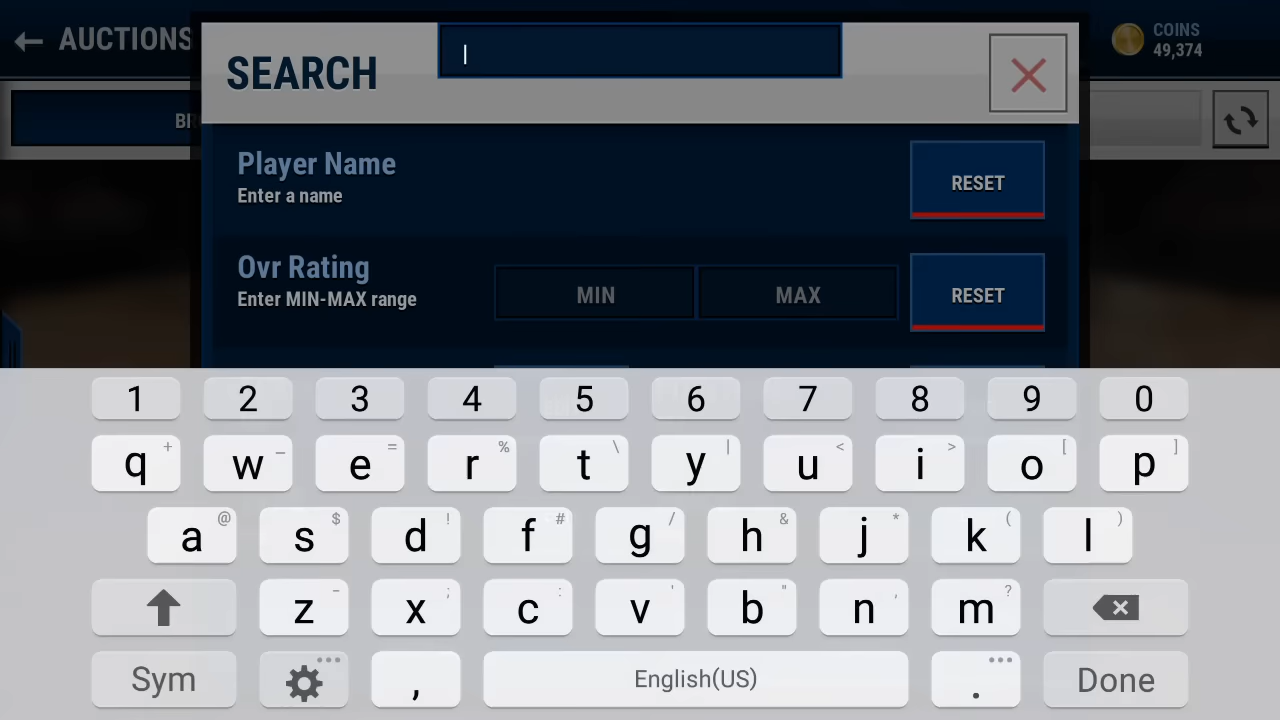 AUCTIONS
SEARCH
COINS
49,374
BR
Player Name
Enter a name
RESET
Ovr Rating
Enter MIN-MAX range
MIN
MAX
RESET
1 2 3 4 5 6 7 8 9 0
q + w _ e = r % t \ y | u < i > o [ p ]
a @ s $ d ! f # g / h & j * k ( l )
z - x ; c : v ' b " n , m ?
Sym , English(US) . Done